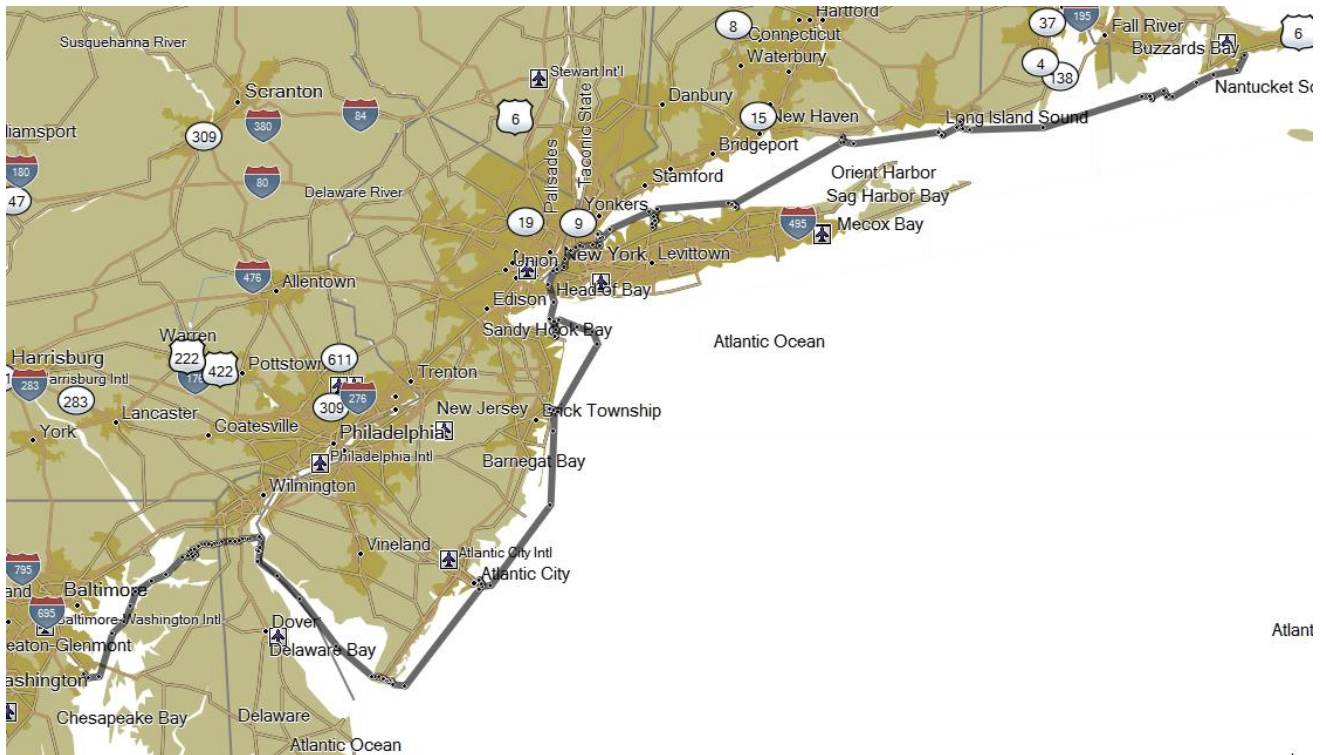 Hartford
37
195
Fall River
6
8
Connecticut
Buzzards Bay
Susquehanna River
Waterbury
4
138
Stewart Int'l
Nantucket So
Scranton
Danbury
84
380
309
6
Taconic State
15
New Haven
Long Island Sound
liamsport
Bridgeport
180
80
Palisades
Stamford
Orient Harbor
47
Delaware River
Sag Harbor Bay
Yonkers
19
9
495
Mecox Bay
Union
New York
Levittown
476
Allentown
Head of Bay
Edison
Sandy Hook Bay
Atlantic Ocean
Warren
Harrisburg
222
422
Pottstown
611
Trenton
283
arrisburg Intl
176
276
283
309
New Jersey
Brick Township
Lancaster
Coatesville
York
Philadelphia
Philadelphia Intl
Barnegat Bay
Wilmington
Vineland
Atlantic City Intl
795
Atlantic City
land
Baltimore
695
Baltimore-Washington Intl
Dover
eaton-Glenmont
Delaware Bay
Atlant
ashington
Chesapeake Bay
Delaware
Atlantic Ocean